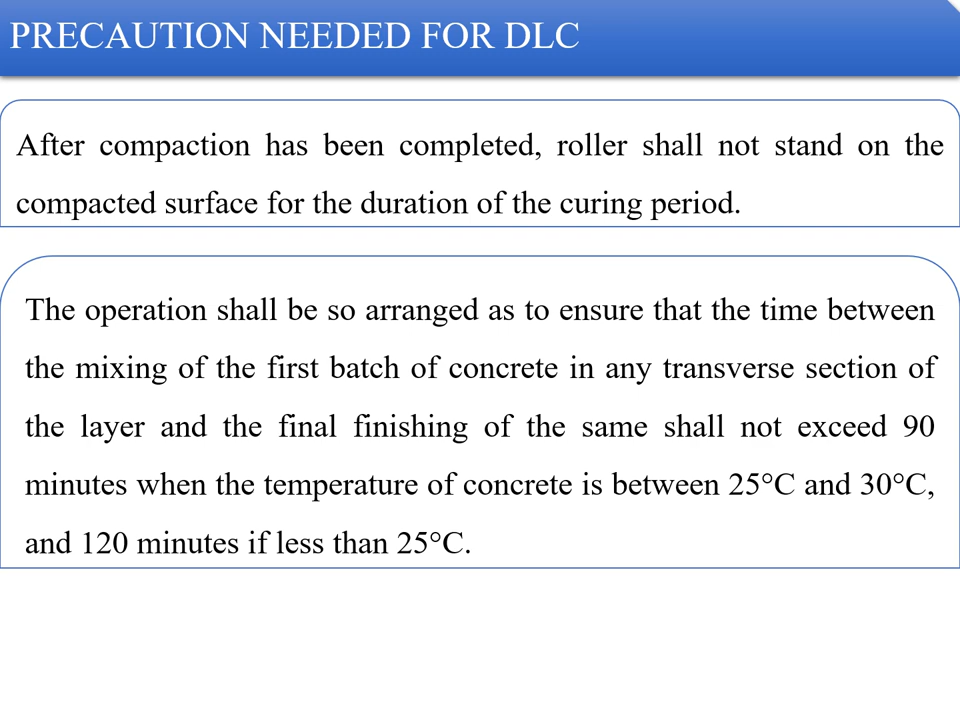 PRECAUTION NEEDED FOR DLC
After compaction has been completed, roller shall not stand on the
compacted surface for the duration of the curing period.
The operation shall be so arranged as to ensure that the time between
the mixing of the first batch of concrete in any transverse section of
the layer and the final finishing of the same shall not exceed 90
minutes when the temperature of concrete is between 25°C and 30°C,
and 120 minutes if less than 25°C.